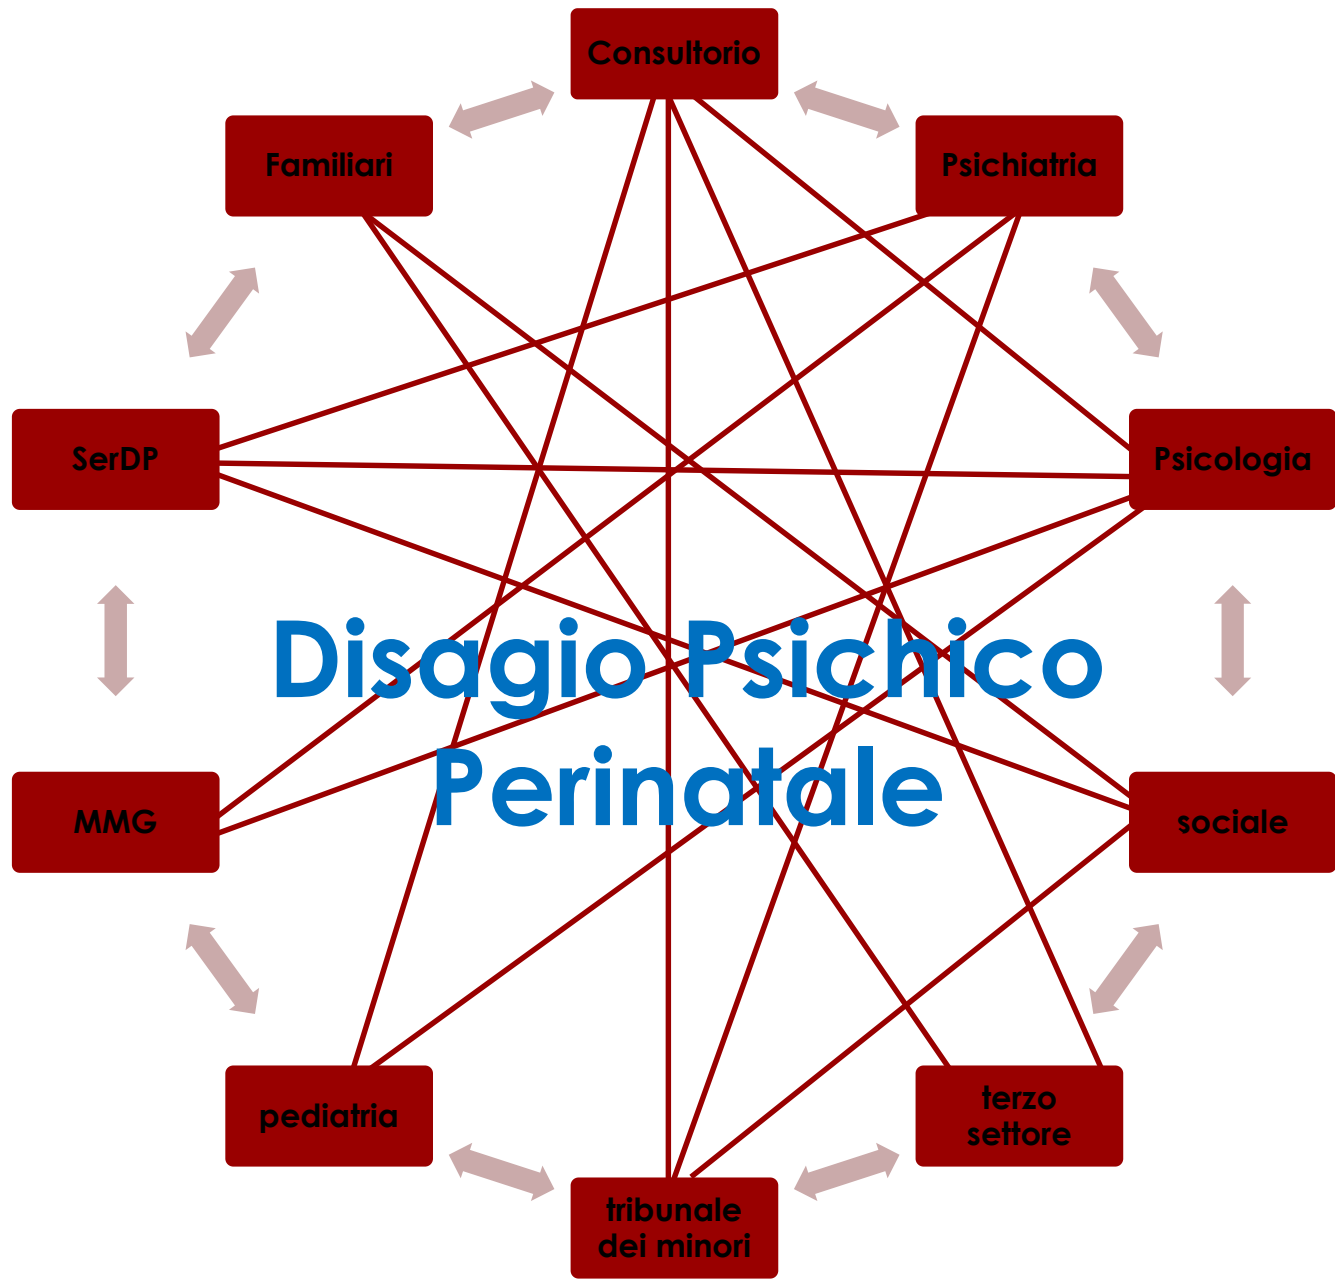 Consultorio
Familiari
Psichiatria
SerDP
Psicologia
Disagio Psichico
Perinatale
MMG
sociale
pediatria
terzo
settore
tribunale
dei minori